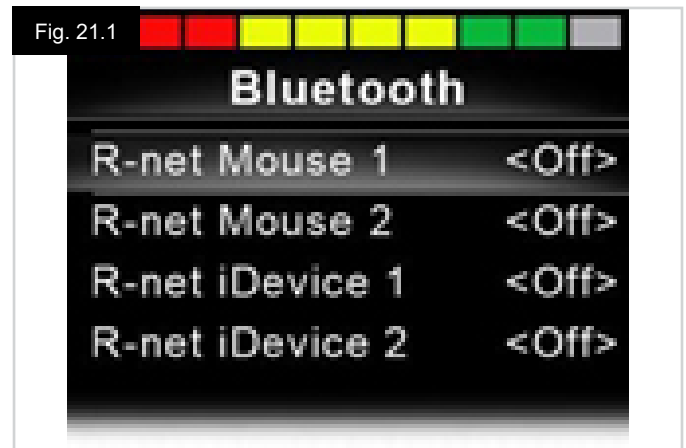 Fig. 21.1
Bluetooth
R-net Mouse 1 <Off>
R-net Mouse 2 <Off>
R-net iDevice 1 <Off>
R-net iDevice 2 <Off>